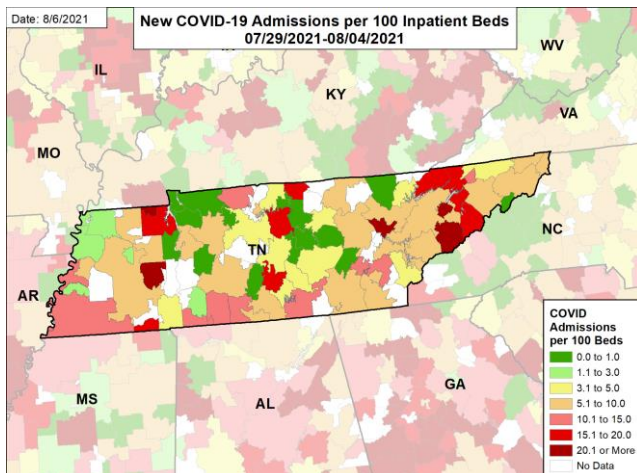 Date: 8/6/2021
New COVID-19 Admissions per 100 Inpatient Beds
07/29/2021-08/04/2021
IL
WV
KY
VA
MO
TN
NC
AR
MS
AL
GA
COVID
Admissions
per 100 Beds
0.0 to 1.0
1.1 to 3.0
3.1 to 5.0
5.1 to 10.0
10.1 to 15.0
15.1 to 20.0
20.1 or More
No Data